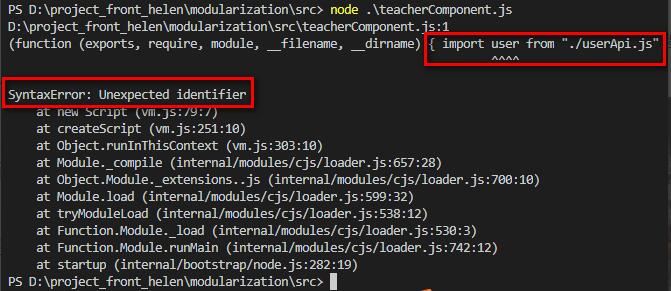 PS D:\project_front_helen\modularization\src> node .\teacherComponent.js
D:\project_front_helen\modularization\src\teacherComponent.js:1
(function (exports, require, module, __filename, __dirname) { import user from "./userApi.js"
^^^^
SyntaxError: Unexpected identifier
at new Script (vm.js:79:7)
at createScript (vm.js:251:10)
at Object.runInThisContext (vm.js:303:10)
at Module._compile (internal/modules/cjs/loader.js:657:28)
at Object.Module._extensions..js (internal/modules/cjs/loader.js:700:10)
at Module.load (internal/modules/cjs/loader.js:599:32)
at tryModuleLoad (internal/modules/cjs/loader.js:538:12)
at Function.Module._load (internal/modules/cjs/loader.js:530:3)
at Function.Module.runMain (internal/modules/cjs/loader.js:742:12)
at startup (internal/bootstrap/node.js:282:19)
PS D:\project_front_helen\modularization\src>